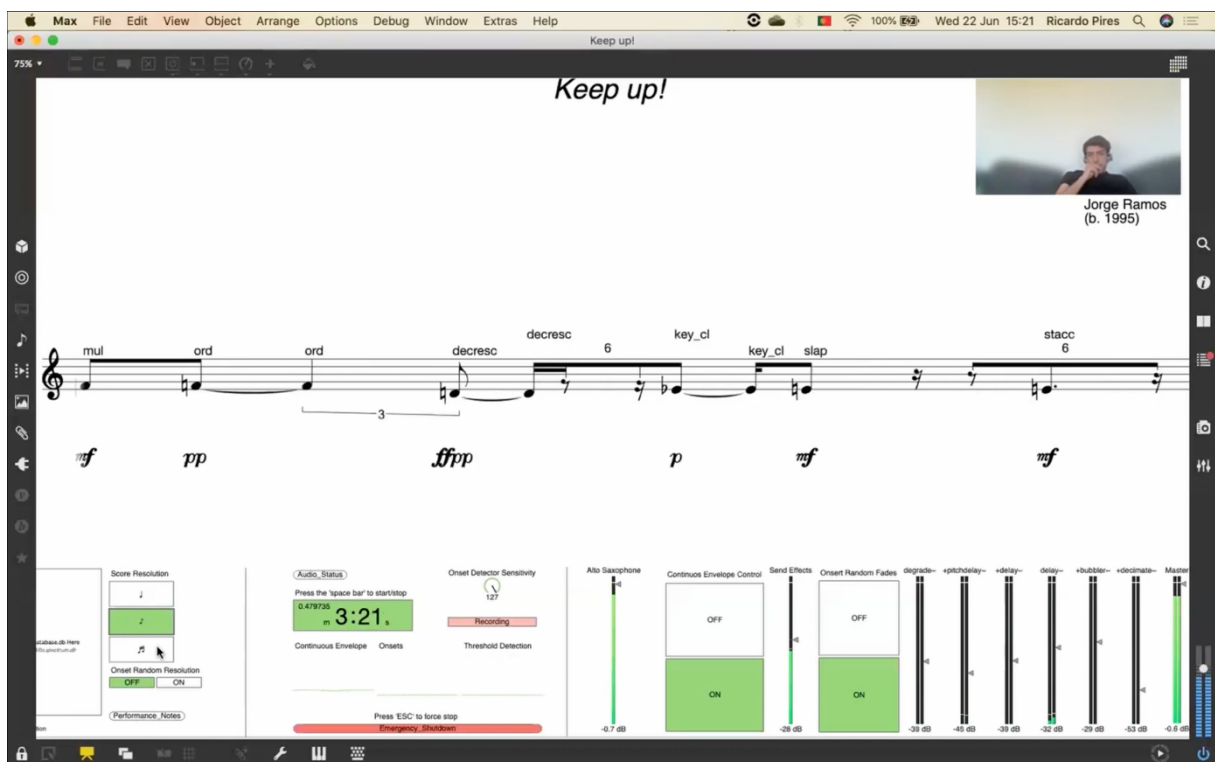 Max File Edit View Object Arrange Options Debug Window Extras Help 100% Wed 22 Jun 15:21 Ricardo Pires
Keep up!
75%
Keep up!
Jorge Ramos
(b. 1995)
decresc key_cl stacc
mul ord ord decresc 6 key_cl slap 6
3
mf pp ffpp p mf mf
Score Resolution
Onset Random Resolution
OFF ON
Performance_Notes
atabase.db Here
Audio_Status
Press the 'space bar' to start/stop
0.479735
m 3:21 s
Continuous Envelope Onsets
Onset Detector Sensitivity
127
Recording
Threshold Detection
Press 'ESC' to force stop
Emergency_Shutdown
Alto Saxophone
-0.7 dB
Continuos Envelope Control
OFF
ON
Send Effects
-28 dB
Onsert Random Fades
OFF
ON
degrade~ +pitchdelay~ +delay~ delay~ +bubbler~ +decimate~ Master
-39 dB -45 dB -39 dB -32 dB -29 dB -53 dB -0.6 dB